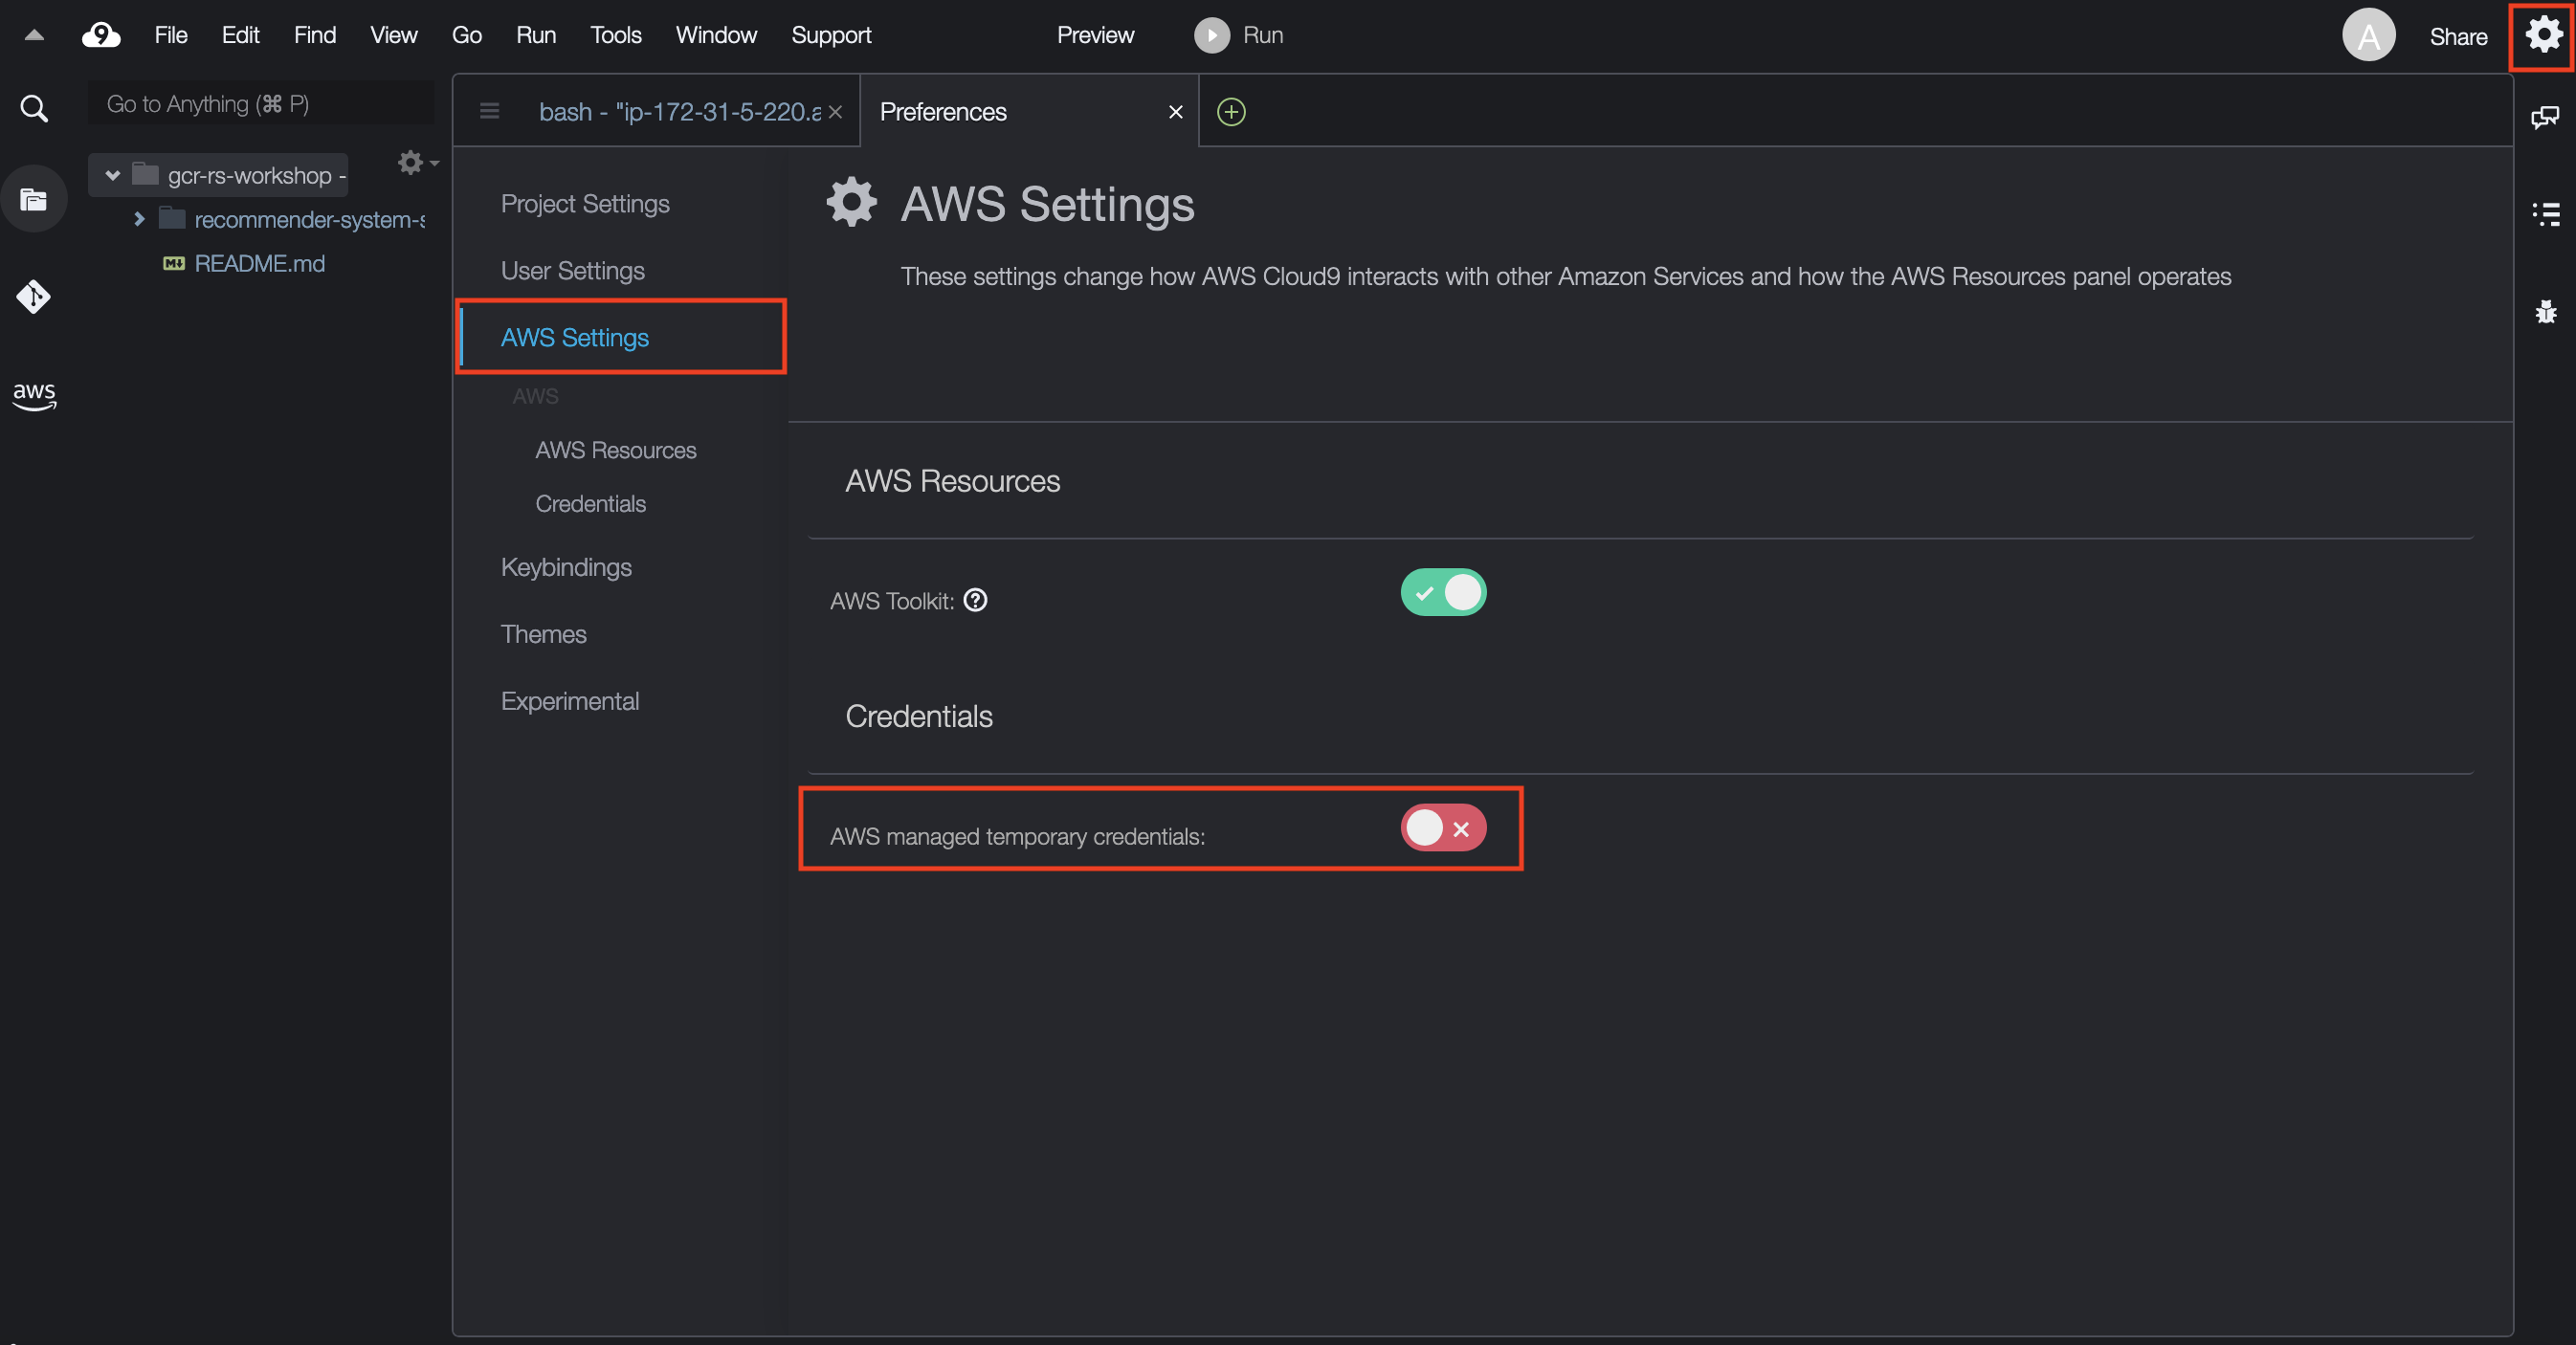 9 File Edit Find View Go Run Tools Window Support Preview Run A Share
Go to Anything (⌘ P)
bash - "ip-172-31-5-220.a
Preferences
gcr-rs-workshop -
recommender-system-s
README.md
aws
Project Settings
User Settings
AWS Settings
AWS
AWS Resources
Credentials
Keybindings
Themes
Experimental
AWS Settings
These settings change how AWS Cloud9 interacts with other Amazon Services and how the AWS Resources panel operates
AWS Resources
AWS Toolkit: ?
Credentials
AWS managed temporary credentials: